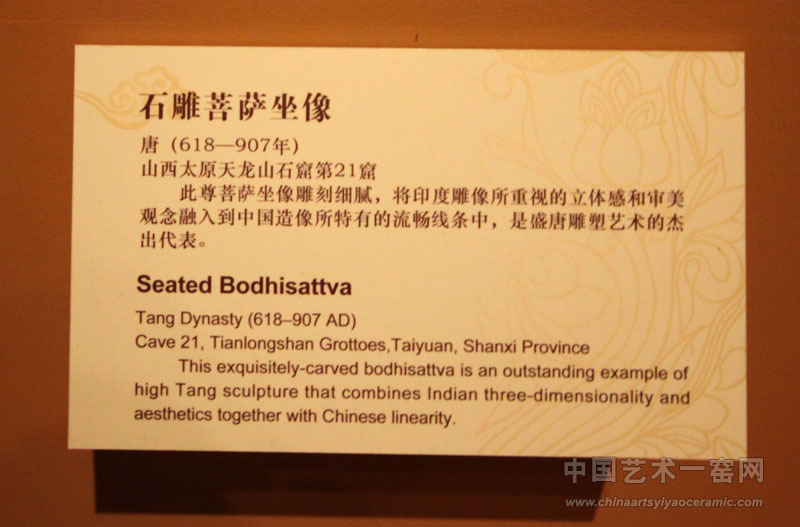 石雕菩萨坐像
唐（618—907年）
山西太原天龙山石窟第21窟
此尊菩萨坐像雕刻细腻，将印度雕像所重视的立体感和审美
观念融入到中国造像所特有的流畅线条中，是盛唐雕塑艺术的杰
出代表。
Seated Bodhisattva
Tang Dynasty (618–907 AD)
Cave 21, Tianlongshan Grottoes,Taiyuan, Shanxi Province
This exquisitely-carved bodhisattva is an outstanding example of
high Tang sculpture that combines Indian three-dimensionality and
aesthetics together with Chinese linearity.
中国艺术一窑网
www.chinaartsyiyaoceramic.com